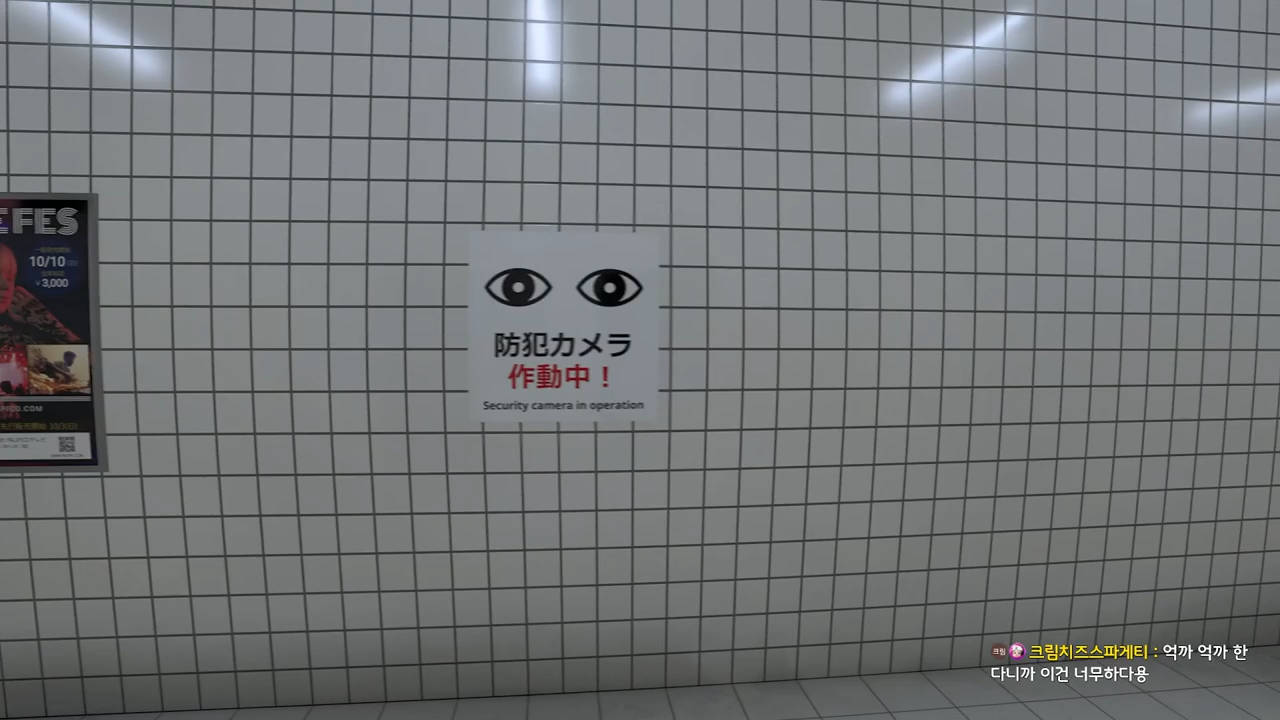 EFES
10/10
¥3,000
防犯カメラ
作動中！
Security camera in operation
크림치즈스파게티 : 억까 억까 한
다니까 이건 너무하다용